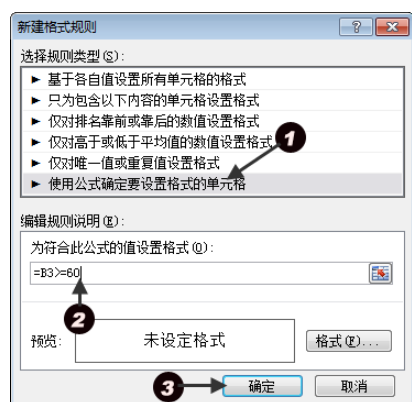 新建格式规则
选择规则类型(S):
► 基于各自值设置所有单元格的格式
► 只为包含以下内容的单元格设置格式
► 仅对排名靠前或靠后的数值设置格式
► 仅对高于或低于平均值的数值设置格式
1
► 仅对唯一值或重复值设置格式
► 使用公式确定要设置格式的单元格
编辑规则说明(E):
为符合此公式的值设置格式(O):
=B3>=60
2
预览: 未设定格式 格式(F)...
3 确定 取消